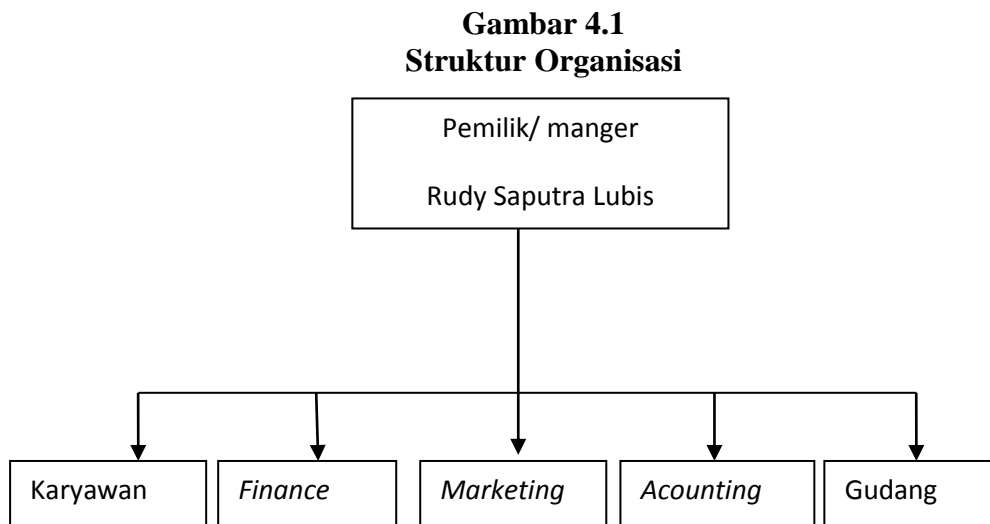 Gambar 4.1
Struktur Organisasi
Pemilik/ manger
Rudy Saputra Lubis
Karyawan
Finance
Marketing
Acounting
Gudang